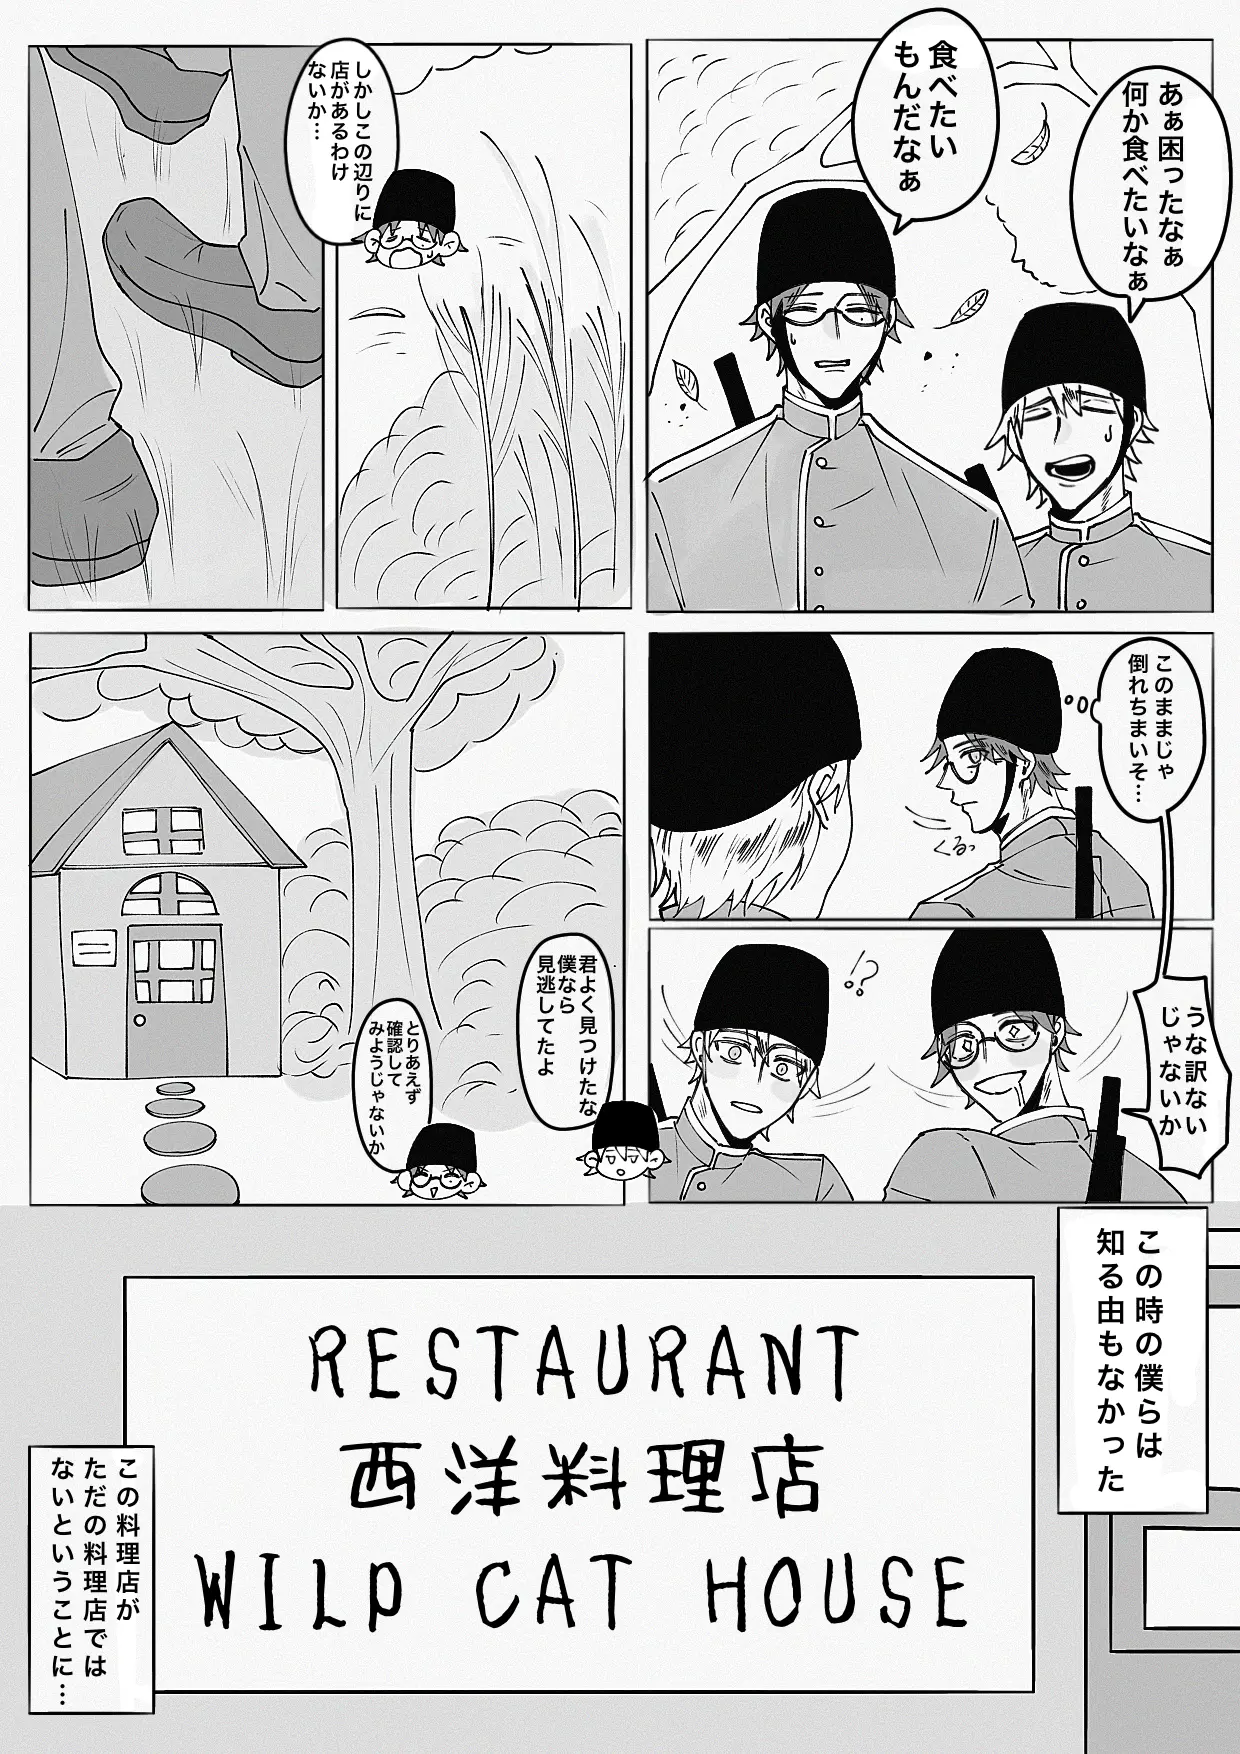 あぁ困ったなぁ
何か食べたいなぁ
食べたい
もんだなぁ
しかしこの辺りに
店があるわけ
ないか…
このままじゃ
倒れちまいそ…
くるっ
うな訳ない
じゃないか
!?
君よく見つけたな
僕なら
見逃してたよ
とりあえず
確認して
みようじゃないか
この時の僕らは
知る由もなかった
RESTAURANT
西洋料理店
WILD CAT HOUSE
この料理店が
ただの料理店では
ないということに…